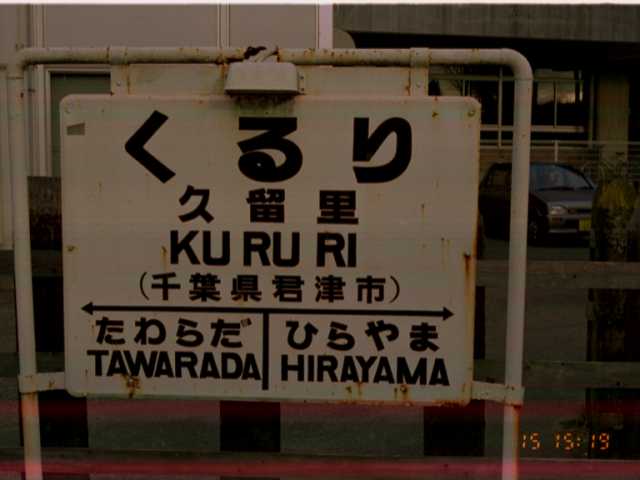 くるり
久留里
KURURI
(千葉県君津市)
たわらだ ひらやま
TAWARADA HIRAYAMA
15 15:19